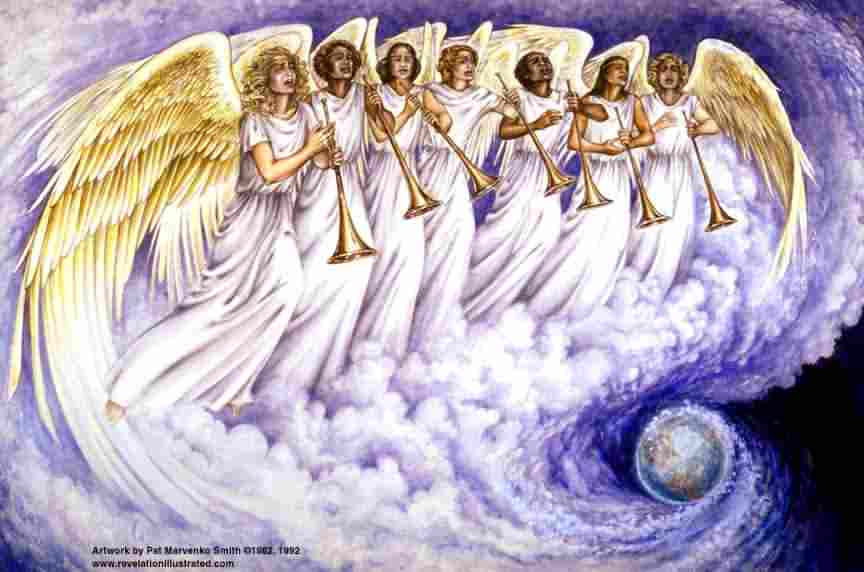 Artwork by Pat Marvenko Smith ©1982, 1992
www.revelationillustrated.com